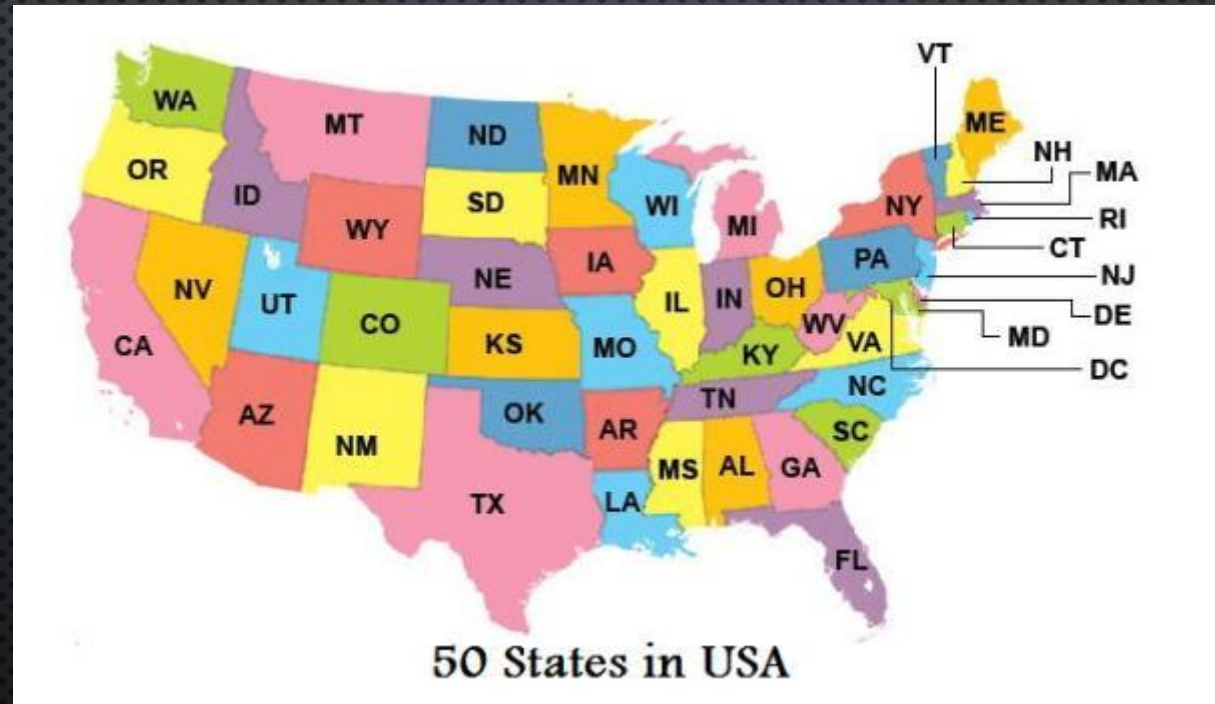 VT
WA
MT
ND
MN
ME
OR
ID
SD
WI
MI
NY
NH
MA
WY
RI
IA
PA
CT
NV
UT
NE
IL
IN
OH
NJ
CO
DE
CA
KS
MO
WV
VA
MD
KY
DC
AZ
NM
OK
AR
TN
NC
SC
TX
LA
MS
AL
GA
FL
50 States in USA